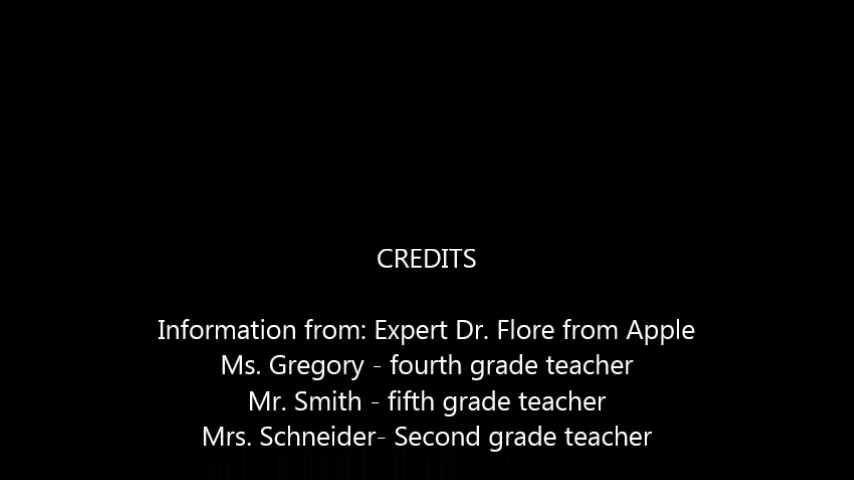 CREDITS
Information from: Expert Dr. Flore from Apple
Ms. Gregory - fourth grade teacher
Mr. Smith - fifth grade teacher
Mrs. Schneider- Second grade teacher